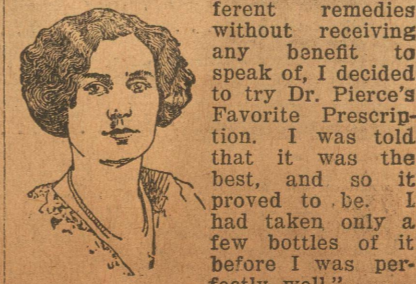 ferent remedies
without receiving
any benefit to
speak of, I decided
to try Dr. Pierce's
Favorite Prescrip-
tion. I was told
that it was the
best, and so it
proved to be. I
had taken only a
few bottles of it
before I was per-
fectly well."